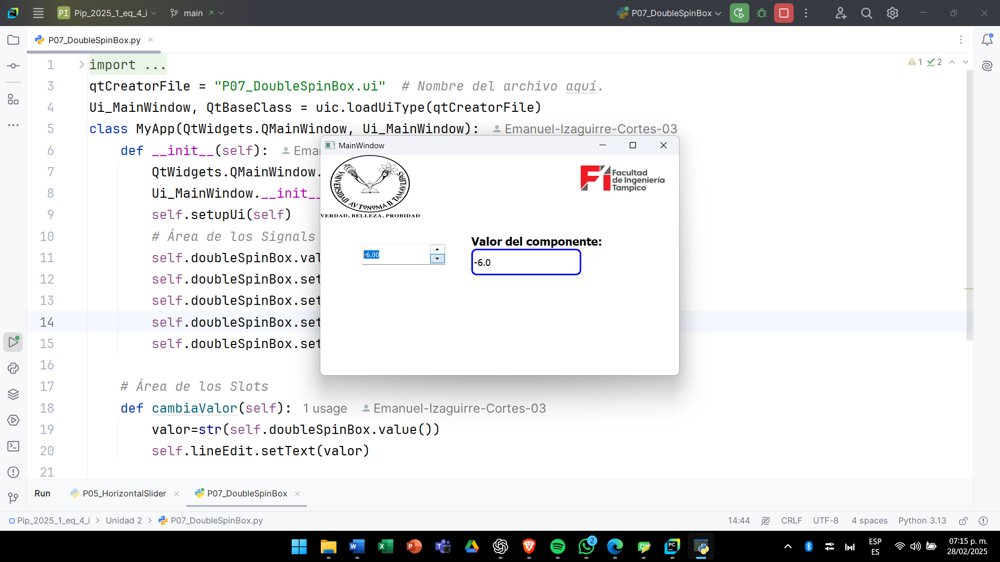 PI Pip_2025_1_eq_4_i main P07_DoubleSpinBox
P07_DoubleSpinBox.py
1 import ... 1 2
3 qtCreatorFile = "P07_DoubleSpinBox.ui" # Nombre del archivo aquí.
4 Ui_MainWindow, QtBaseClass = uic.loadUiType(qtCreatorFile)
5 class MyApp(QtWidgets.QMainWindow, Ui_MainWindow): Emanuel-Izaguirre-Cortes-03
6 def __init__(self): Ema
7 QtWidgets.QMainWindow.
8 Ui_MainWindow.__init__
9 self.setupUi(self)
10 # Área de los Signals
11 self.doubleSpinBox.val
12 self.doubleSpinBox.set
13 self.doubleSpinBox.set
14 self.doubleSpinBox.set
15 self.doubleSpinBox.set
16
17 # Área de los Slots
18 def cambiaValor(self): 1 usage Emanuel-Izaguirre-Cortes-03
19 valor=str(self.doubleSpinBox.value())
20 self.lineEdit.setText(valor)
21
MainWindow
UNIVERSIDAD AVTONOMA D TAMAVLIPAS
VERDAD, BELLEZA, PROBIDAD
Fi
Facultad
de Ingeniería
Tampico
Valor del componente:
-6.00
-6.0
Run P05_HorizontalSlider P07_DoubleSpinBox
Pip_2025_1_eq_4_i > Unidad 2 > P07_DoubleSpinBox.py 14:44 CRLF UTF-8 4 spaces Python 3.13
2
ESP
ES
07:15 p. m.
28/02/2025